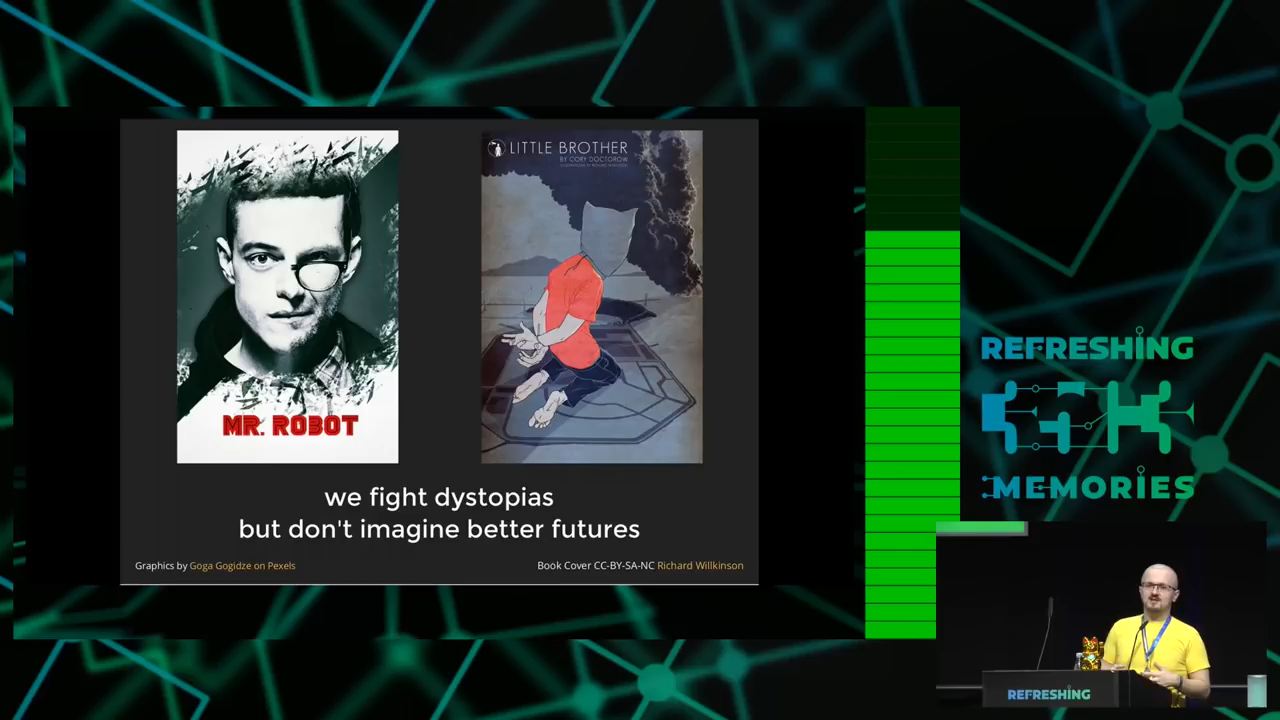 LITTLE BROTHER
BY CORY DOCTOROW
MR. ROBOT
we fight dystopias
but don't imagine better futures
Graphics by Goga Gogidze on Pexels
Book Cover CC-BY-SA-NC Richard Willkinson
REFRESHING
MEMORIES
REFRESHING